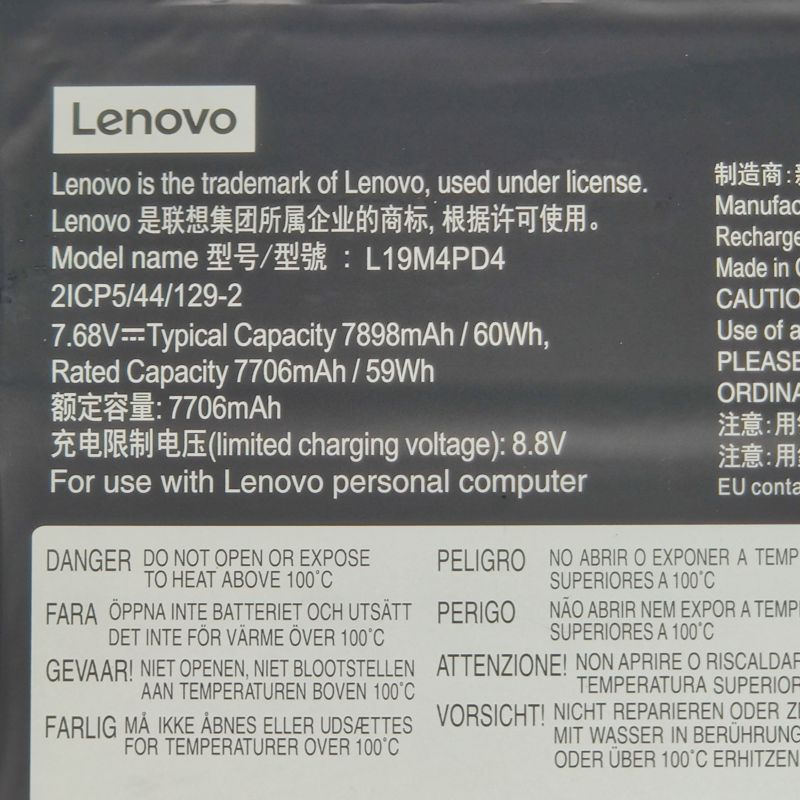 Lenovo
Lenovo is the trademark of Lenovo, used under license.
Lenovo 是联想集团所属企业的商标, 根据许可使用。
Model name 型号/型號 : L19M4PD4
2ICP5/44/129-2
7.68V⎓Typical Capacity 7898mAh / 60Wh,
Rated Capacity 7706mAh / 59Wh
额定容量: 7706mAh
充电限制电压(limited charging voltage): 8.8V
For use with Lenovo personal computer
制造商:
Manufac
Recharge
Made in
CAUTIO
Use of a
PLEASE
ORDINA
注意:用
注意:用
EU conta
DANGER DO NOT OPEN OR EXPOSE
TO HEAT ABOVE 100°C
FARA ÖPPNA INTE BATTERIET OCH UTSÄTT
DET INTE FÖR VÄRME ÖVER 100°C
GEVAAR! NIET OPENEN, NIET BLOOTSTELLEN
AAN TEMPERATUREN BOVEN 100°C
FARLIG MÅ IKKE ÅBNES ELLER UDSÆTTES
FOR TEMPERATURER OVER 100°C
PELIGRO NO ABRIR O EXPONER A TEMP
SUPERIORES A 100°C
PERIGO NÃO ABRIR NEM EXPOR A TEMP
SUPERIORES A 100°C
ATTENZIONE! NON APRIRE O RISCALDAR
TEMPERATURA SUPERIOR
VORSICHT! NICHT REPARIEREN ODER ZE
MIT WASSER IN BERÜHRUNG
ODER ÜBER 100°C ERHITZEN